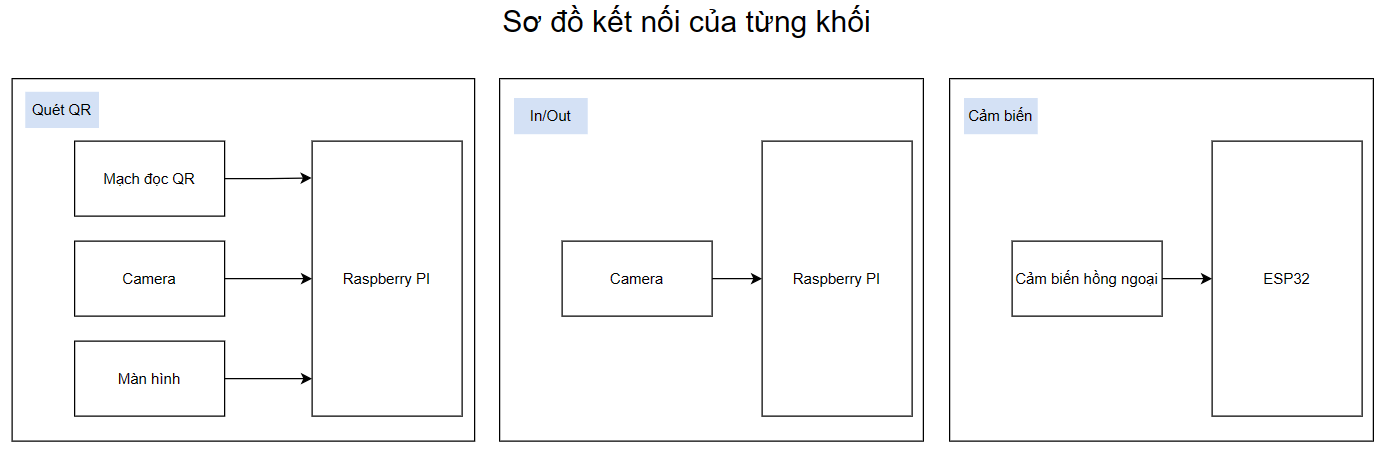 Sơ đồ kết nối của từng khối
Quét QR
Mạch đọc QR
Camera
Màn hình
Raspberry PI
In/Out
Camera
Raspberry PI
Cảm biến
Cảm biến hồng ngoại
ESP32